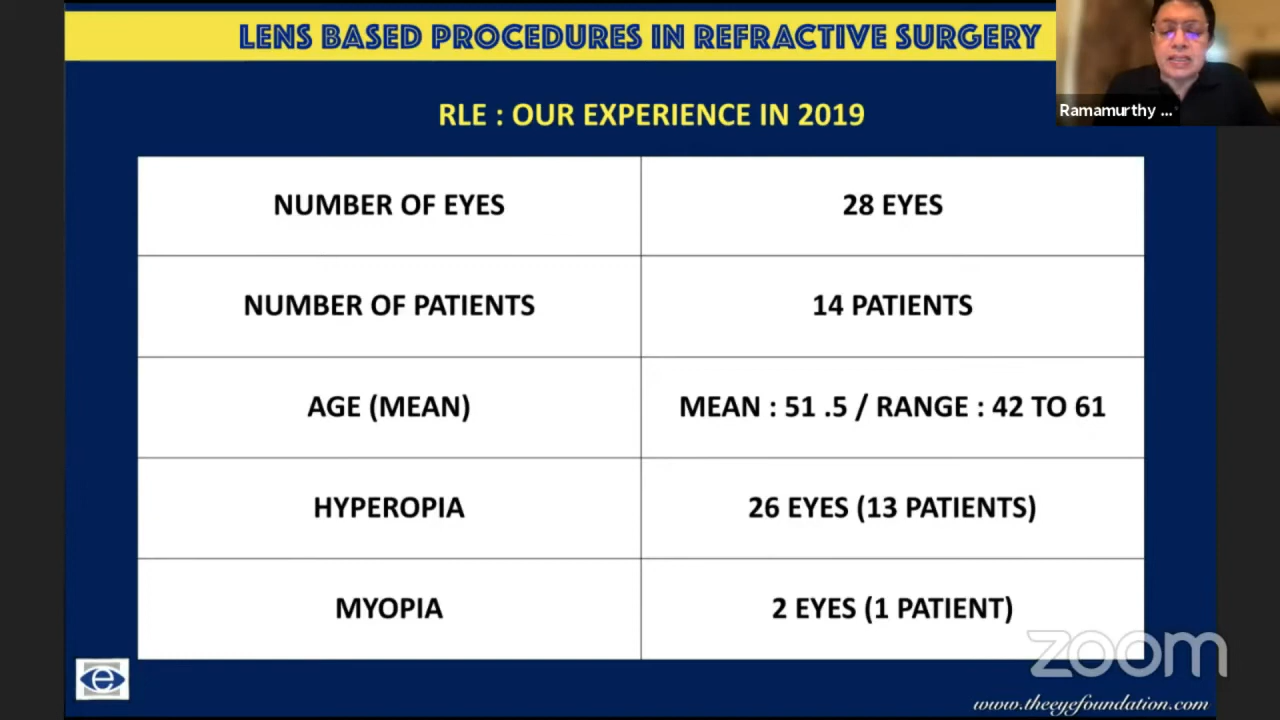 LENS BASED PROCEDURES IN REFRACTIVE SURGERY
Ramamurthy ...
RLE : OUR EXPERIENCE IN 2019
NUMBER OF EYES 28 EYES
NUMBER OF PATIENTS 14 PATIENTS
AGE (MEAN) MEAN : 51 .5 / RANGE : 42 TO 61
HYPEROPIA 26 EYES (13 PATIENTS)
MYOPIA 2 EYES (1 PATIENT)
zoom
www.theeyefoundation.com